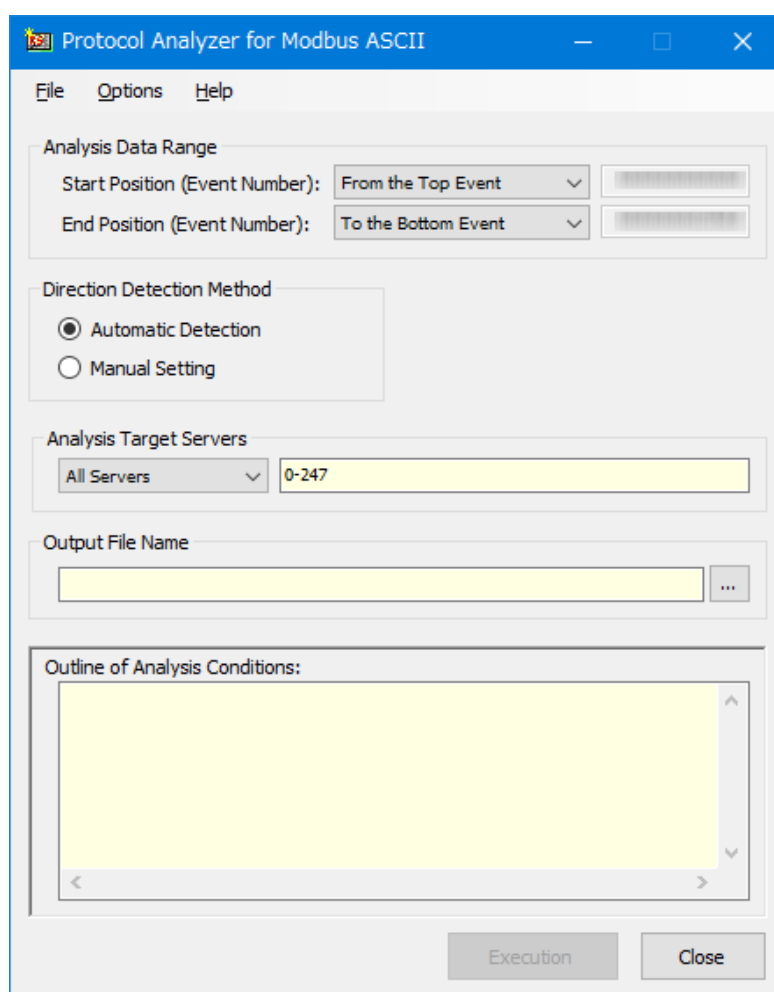 Protocol Analyzer for Modbus ASCII
File Options Help
Analysis Data Range
Start Position (Event Number): From the Top Event
End Position (Event Number): To the Bottom Event
Direction Detection Method
Automatic Detection
Manual Setting
Analysis Target Servers
All Servers 0-247
Output File Name
...
Outline of Analysis Conditions:
Execution Close